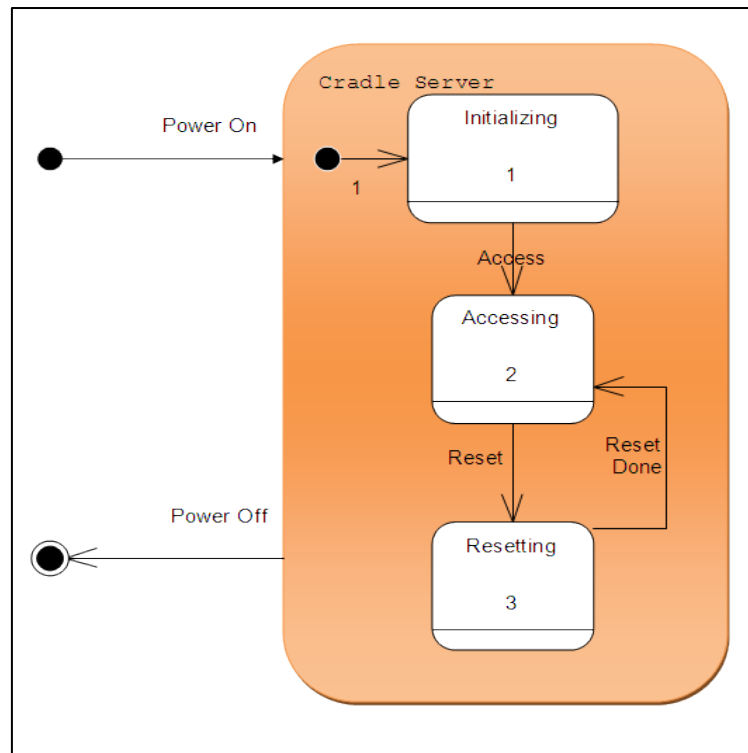 Cradle Server
Initializing
Power On
1
1
Access
Accessing
2
Reset
Reset
Done
Power Off
Resetting
3